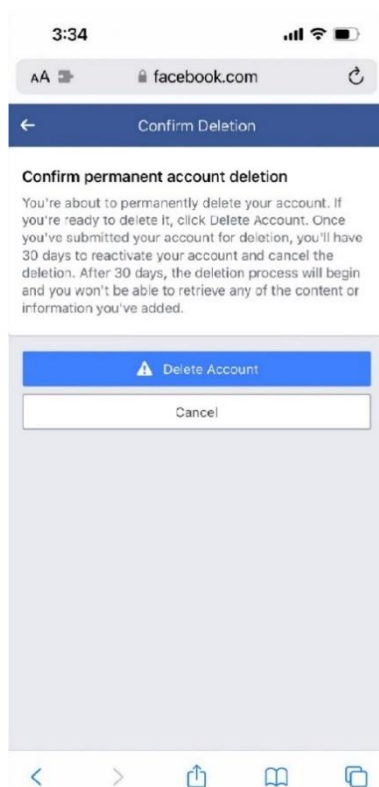 3:34
AA facebook.com
Confirm Deletion
Confirm permanent account deletion
You're about to permanently delete your account. If
you're ready to delete it, click Delete Account. Once
you've submitted your account for deletion, you'll have
30 days to reactivate your account and cancel the
deletion. After 30 days, the deletion process will begin
and you won't be able to retrieve any of the content or
information you've added.
Delete Account
Cancel